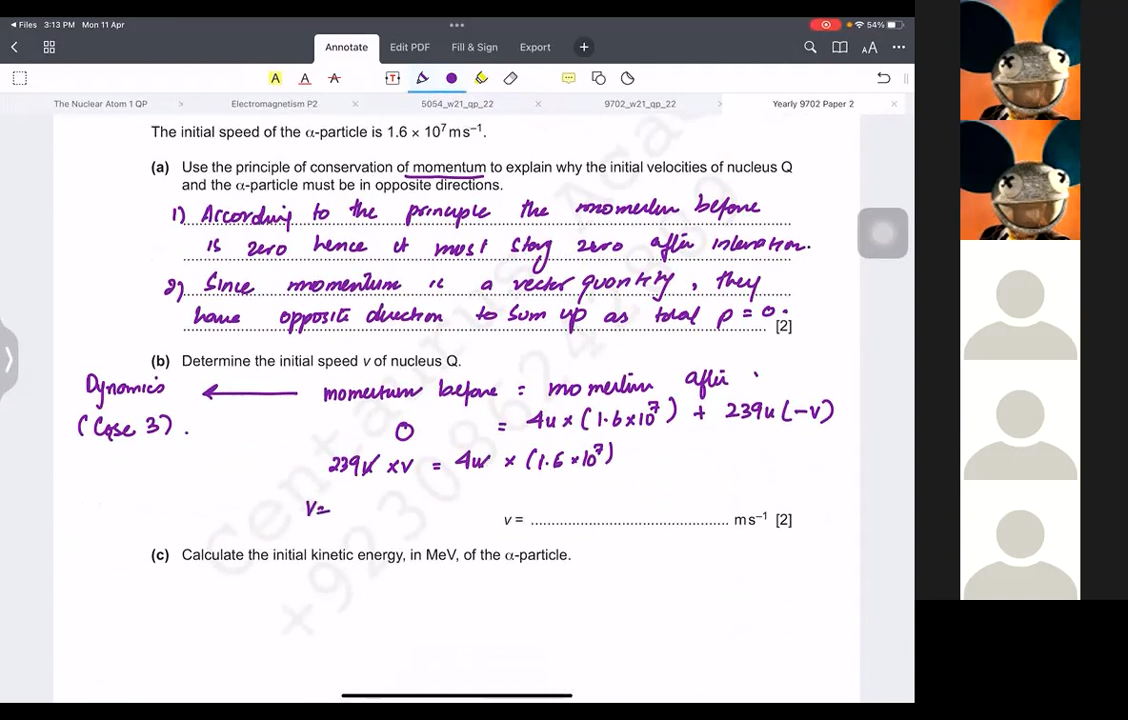 Files 3:13 PM Mon 11 Apr 54%
Annotate Edit PDF Fill & Sign Export
The Nuclear Atom 1 QP Electromagnetism P2 5054_w21_qp_22 9702_w21_qp_22 Yearly 9702 Paper 2
The initial speed of the α-particle is 1.6 × 10⁷ m s⁻¹.
(a) Use the principle of conservation of momentum to explain why the initial velocities of nucleus Q
and the α-particle must be in opposite directions.
1) According to the principle the momentum before
is zero hence it most stay zero after interation.
2) Since momentum is a vector quantity, they
have opposite direction to sum up as total p = 0. [2]
(b) Determine the initial speed v of nucleus Q.
Dynamics ← momentum before = momentum after
(Case 3). 0 = 4u × (1.6×10⁷) + 239u(-v)
239u × v = 4u × (1.6×10⁷)
v=
v = ................................................ m s⁻¹ [2]
(c) Calculate the initial kinetic energy, in MeV, of the α-particle.